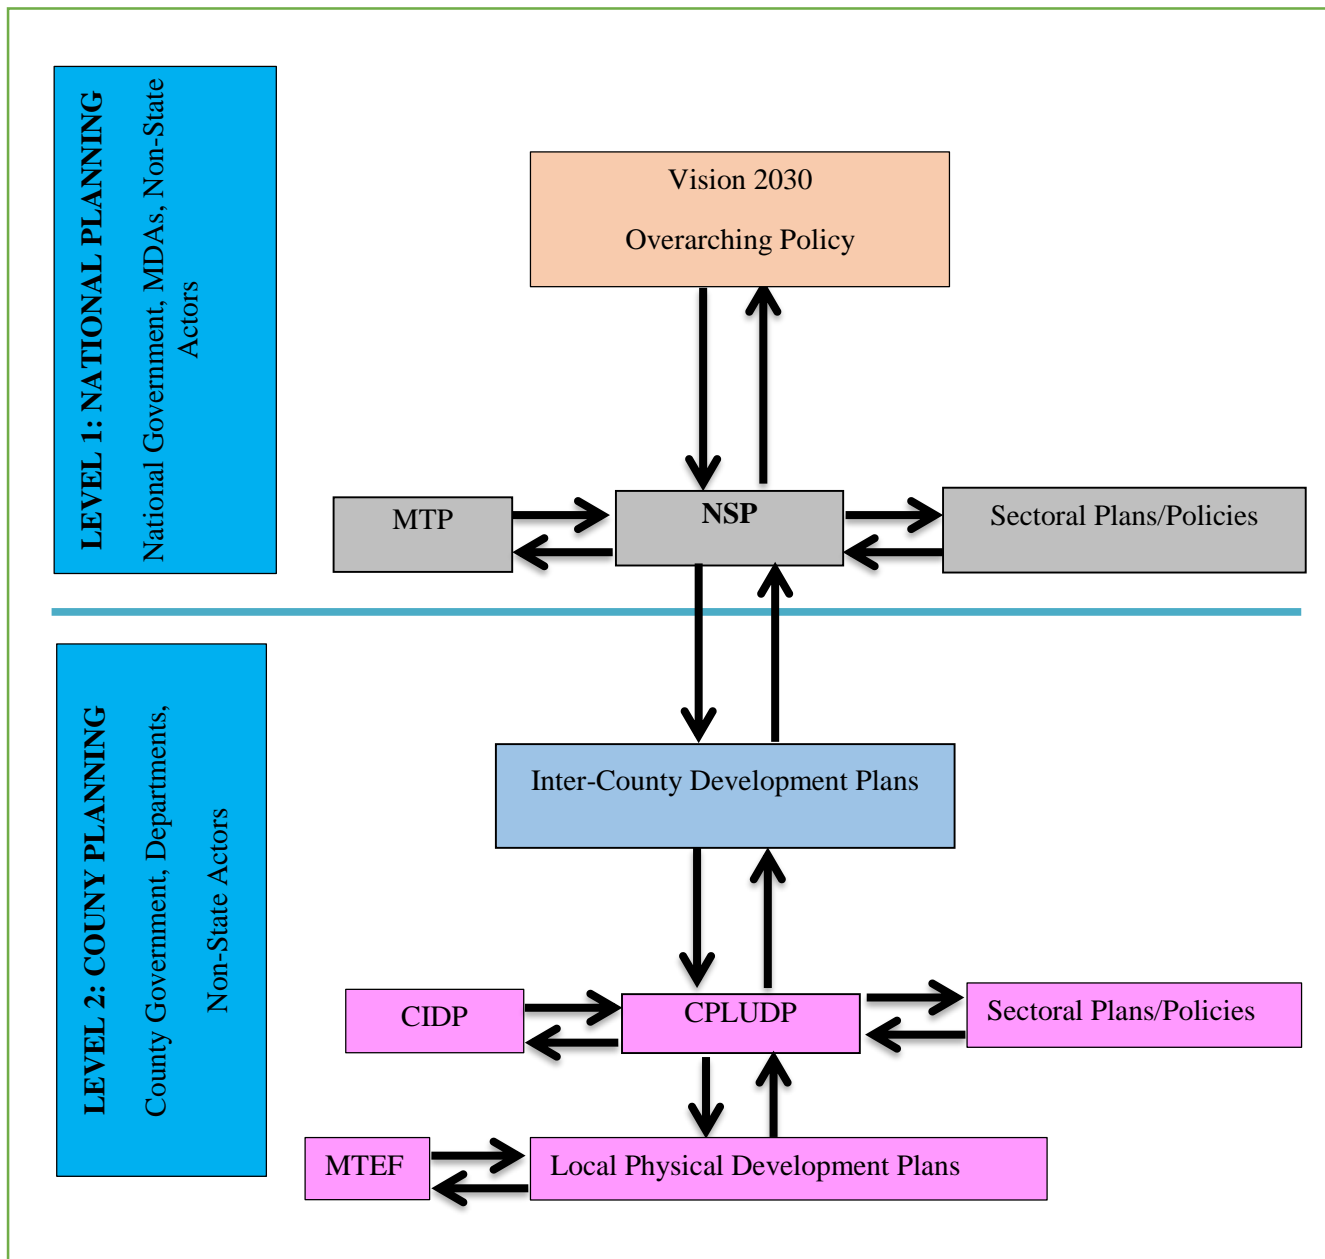 LEVEL 1: NATIONAL PLANNING
National Government, MDAs, Non-State
Actors
Vision 2030
Overarching Policy
MTP
NSP
Sectoral Plans/Policies
LEVEL 2: COUNY PLANNING
County Government, Departments,
Non-State Actors
Inter-County Development Plans
CIDP
CPLUDP
Sectoral Plans/Policies
MTEF
Local Physical Development Plans